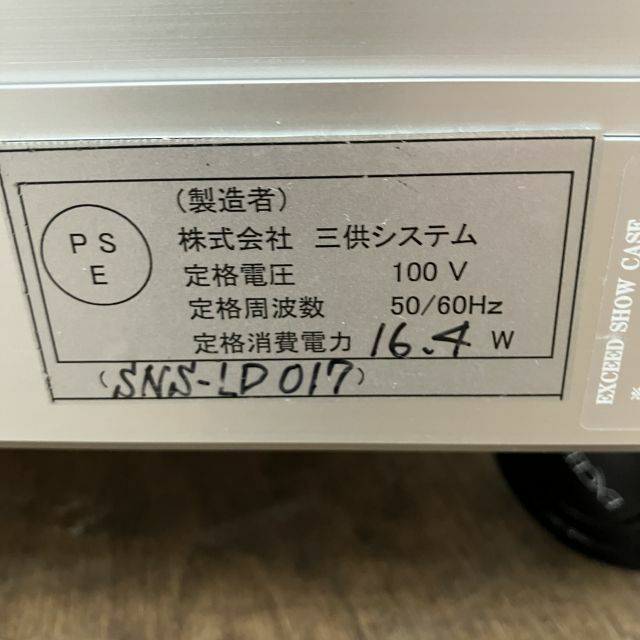 PS
E
（製造者）
株式会社 三供システム
定格電圧 100 V
定格周波数 50/60Hz
定格消費電力 16.4 W
（SNS-LD017）
EXCEED SHOW CASE
※